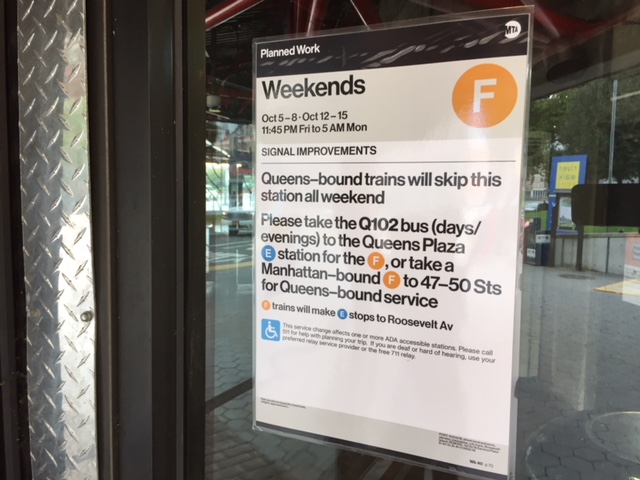 MTA
Planned Work
Weekends
F
Oct 5–8 · Oct 12–15
11:45 PM Fri to 5 AM Mon
SIGNAL IMPROVEMENTS
Queens–bound trains will skip this
station all weekend
Please take the Q102 bus (days/
evenings) to the Queens Plaza
E station for the F, or take a
Manhattan–bound F to 47–50 Sts
for Queens–bound service
F trains will make E stops to Roosevelt Av
This service change affects one or more ADA accessible stations. Please call
511 for help with planning your trip. If you are deaf or hard of hearing, use your
preferred relay service provider or the free 711 relay.